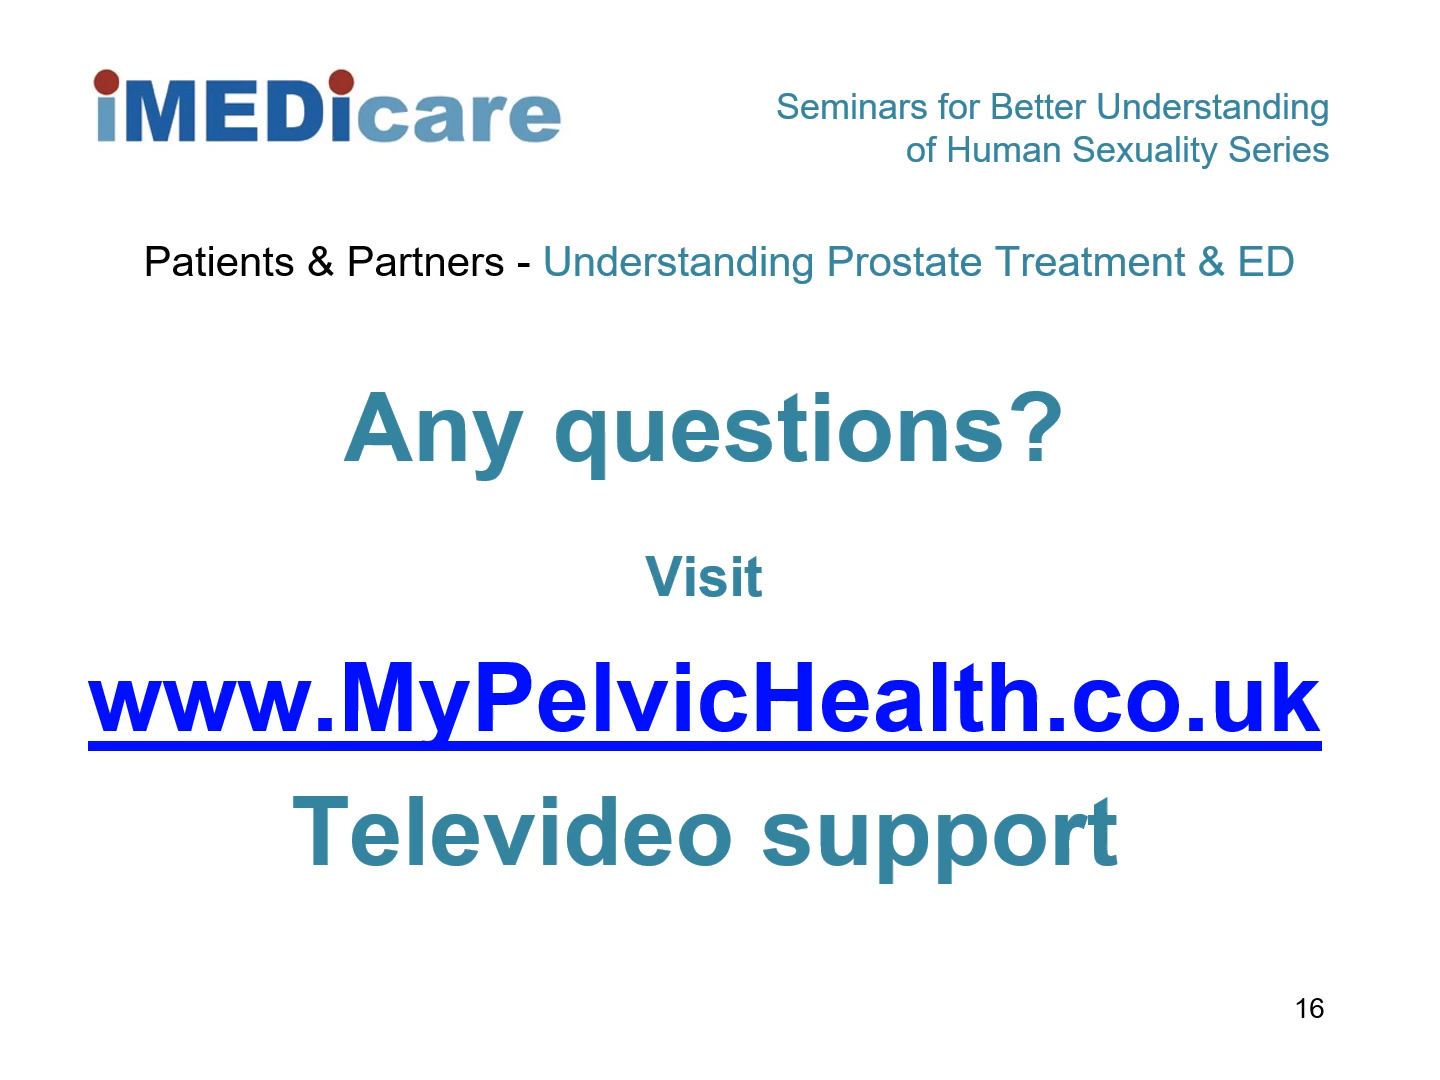 iMEDicare
Seminars for Better Understanding
of Human Sexuality Series
Patients & Partners - Understanding Prostate Treatment & ED
Any questions?
Visit
www.MyPelvicHealth.co.uk
Televideo support
16